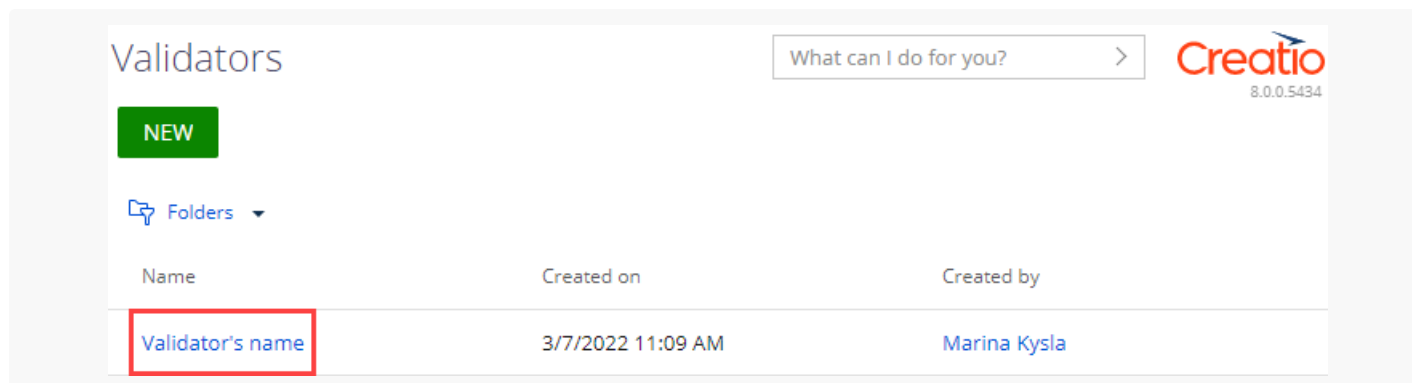 Validators
What can I do for you?
Creatio
8.0.0.5434
NEW
Folders
Name Created on Created by
Validator's name 3/7/2022 11:09 AM Marina Kysla